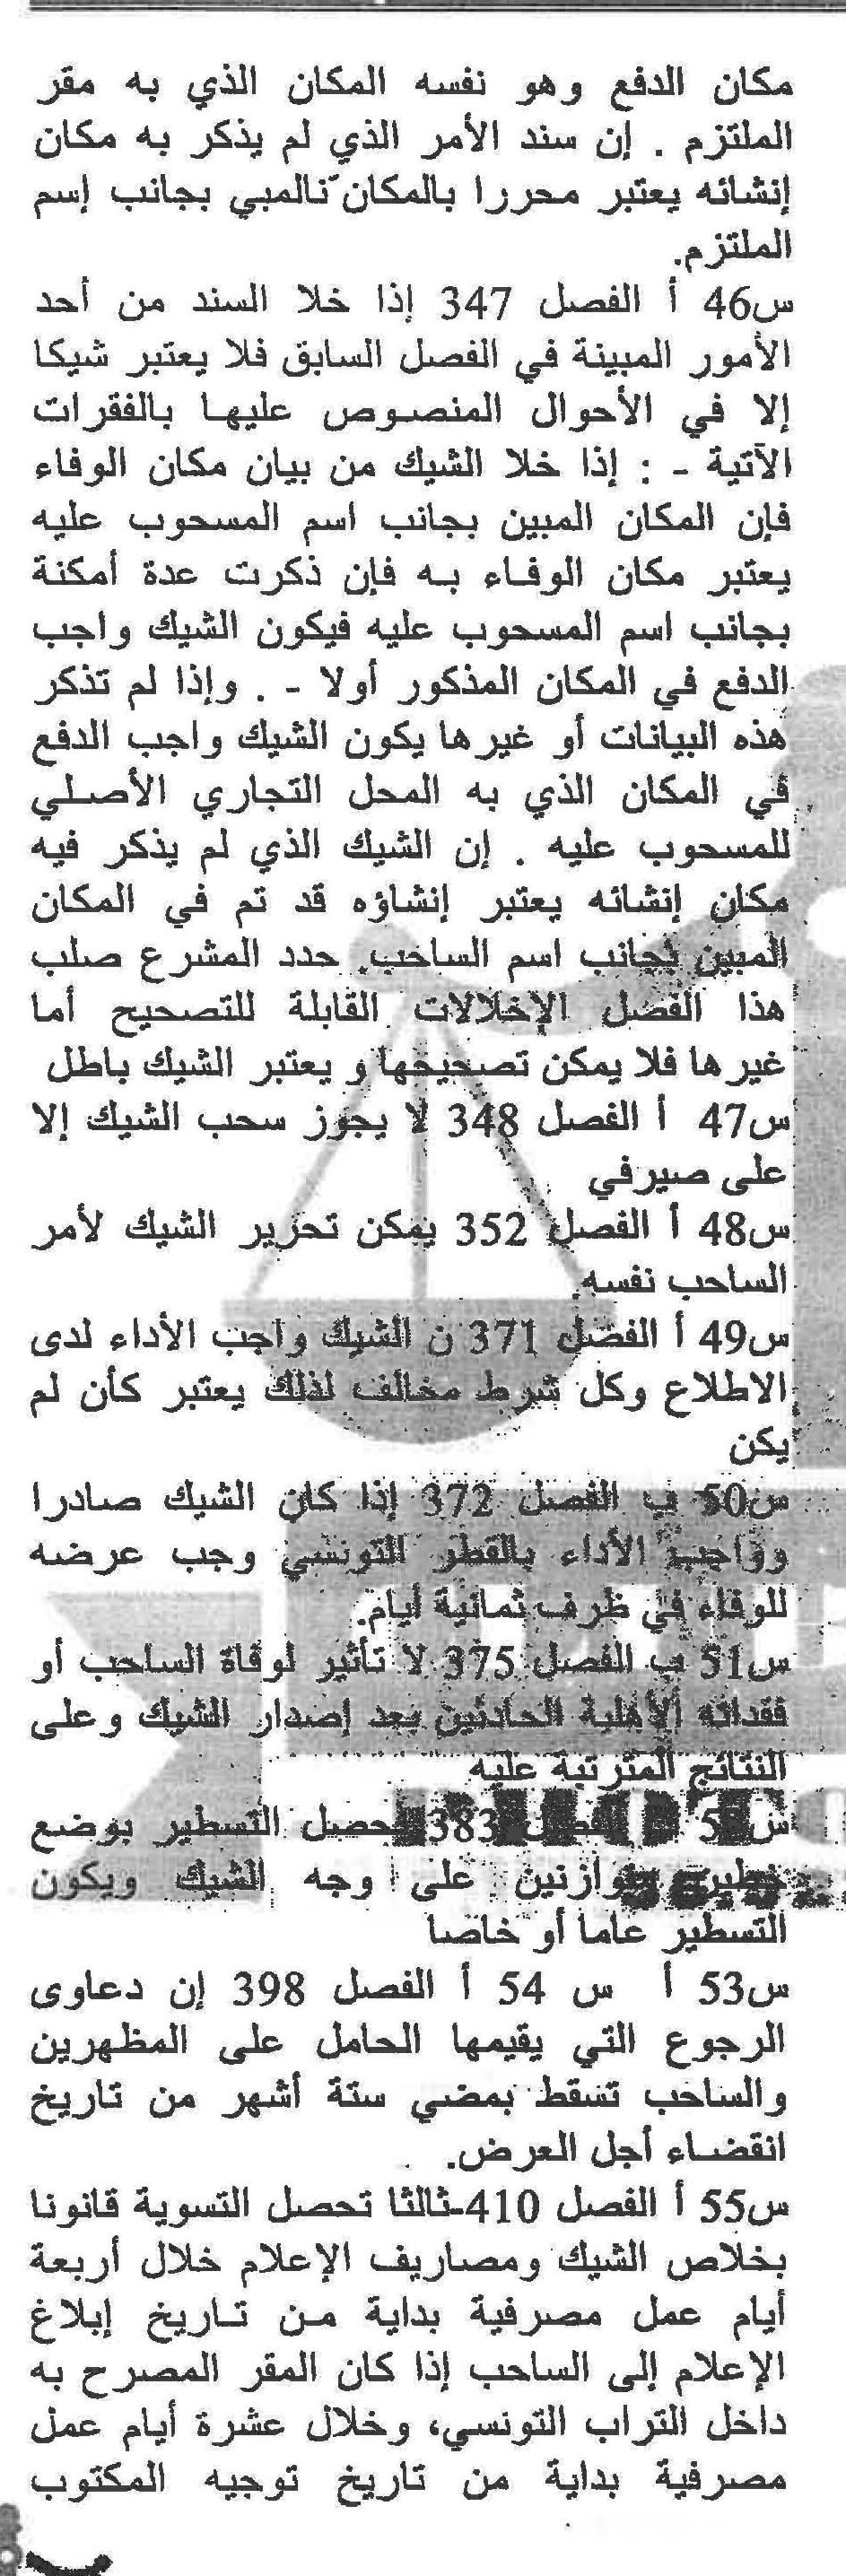 مكان الدفع وهو نفسه المكان الذي به مقر
الملتزم . إن سند الأمر الذي لم يذكر به مكان
إنشائه يعتبر محررا بالمكان نالمبي بجانب إسم
الملتزم.
س46 أ الفصل 347 إذا خلا السند من أحد
الأمور المبينة في الفصل السابق فلا يعتبر شيكا
إلا في الأحوال المنصوص عليها بالفقرات
الآتية - : إذا خلا الشيك من بيان مكان الوفاء
فإن المكان المبين بجانب اسم المسحوب عليه
يعتبر مكان الوفاء به فإن ذكرت عدة أمكنة
بجانب اسم المسحوب عليه فيكون الشيك واجب
الدفع في المكان المذكور أولا - . وإذا لم تذكر
هذه البيانات أو غيرها يكون الشيك واجب الدفع
في المكان الذي به المحل التجاري الأصلي
للمسحوب عليه . إن الشيك الذي لم يذكر فيه
مكان إنشائه يعتبر إنشاؤه قد تم في المكان
المبين بجانب اسم الساحب. حدد المشرع صلب
هذا الفصل الإخلالات القابلة للتصحيح أما
غيرها فلا يمكن تصحيحها و يعتبر الشيك باطل
س47 أ الفصل 348 لا يجوز سحب الشيك إلا
على صيرفي
س48 أ الفصل 352 يمكن تحرير الشيك لأمر
الساحب نفسه.
س49 أ الفصل 371 ن الشيك واجب الأداء لدى
الاطلاع وكل شرط مخالف لذلك يعتبر كأن لم
يكن
س50 ب الفصل 372 إذا كان الشيك صادرا
وواجب الأداء بالقطر التونسي وجب عرضه
للوفاء في ظرف ثمانية أيام.
س51 ب الفصل 375 لا تأثير لوفاة الساحب أو
فقدانه الأهلية الحادثين بعد إصدار الشيك وعلى
النتائج المترتبة عليه
س52 الفصل 383 يحصل التسطير بوضع
خطين متوازنين على وجه الشيك ويكون
التسطير عاما أو خاصا
س53 أ س 54 أ الفصل 398 إن دعاوى
الرجوع التي يقيمها الحامل على المظهرين
والساحب تسقط بمضي ستة أشهر من تاريخ
انقضاء أجل العرض.
س55 أ الفصل 410-ثالثا تحصل التسوية قانونا
بخلاص الشيك ومصاريف الإعلام خلال أربعة
أيام عمل مصرفية بداية من تاريخ إبلاغ
الإعلام إلى الساحب إذا كان المقر المصرح به
داخل التراب التونسي، وخلال عشرة أيام عمل
مصرفية بداية من تاريخ توجيه المكتوب